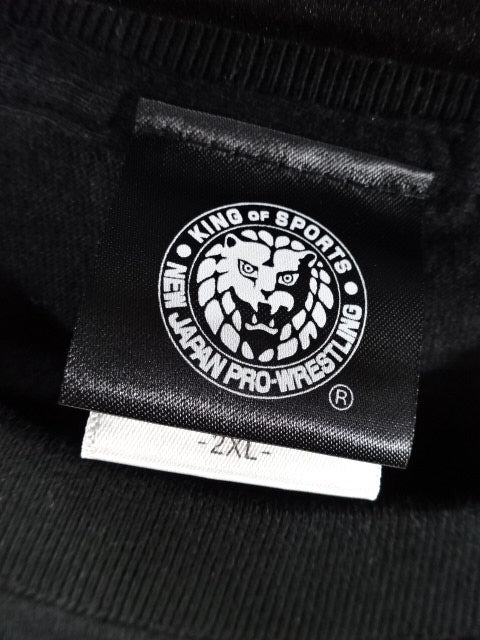 • KING OF SPORTS •
NEW JAPAN PRO-WRESTLING
®
-2XL-